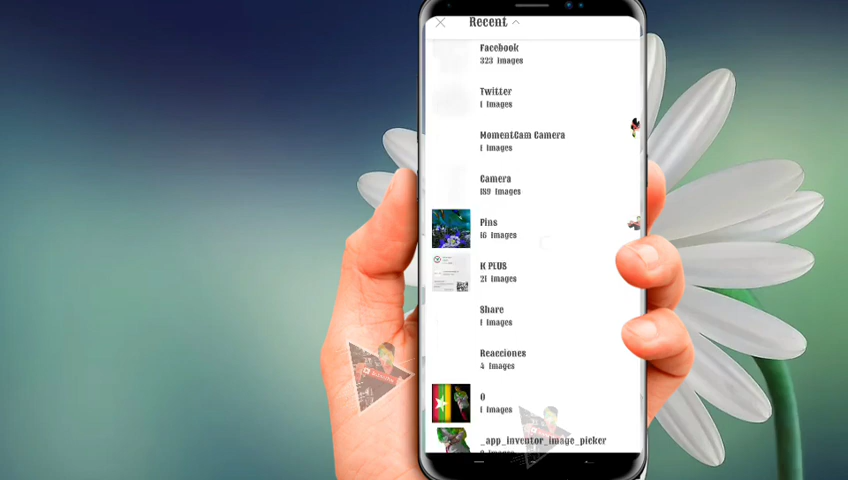 Recent
Facebook
323 Images
Twitter
1 Images
MomentCam Camera
1 Images
Camera
189 Images
Pins
16 Images
K PLUS
21 Images
Share
1 Images
Reacciones
4 Images
0
1 Images
_app_inventor_image_picker